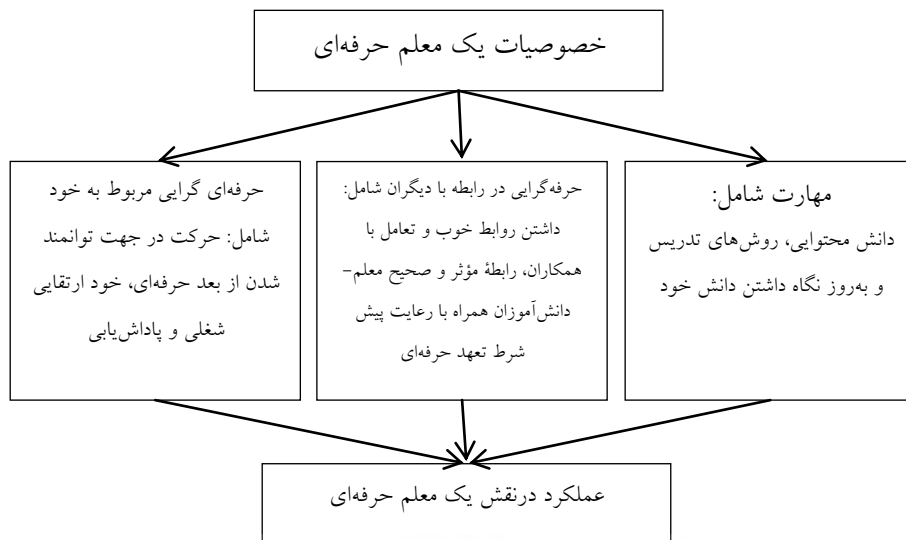 خصوصیات یک معلم حرفه‌ای
مهارت شامل:
دانش محتوایی، روش‌های تدریس
و به‌روز نگاه داشتن دانش خود
حرفه‌گرایی در رابطه با دیگران شامل:
داشتن روابط خوب و تعامل با
همکاران، رابطهٔ مؤثر و صحیح معلم-
دانش‌آموزان همراه با رعایت پیش
شرط تعهد حرفه‌ای
حرفه‌ای گرایی مربوط به خود
شامل: حرکت در جهت توانمند
شدن از بعد حرفه‌ای، خود ارتقایی
شغلی و پاداش‌یابی
عملکرد درنقش یک معلم حرفه‌ای